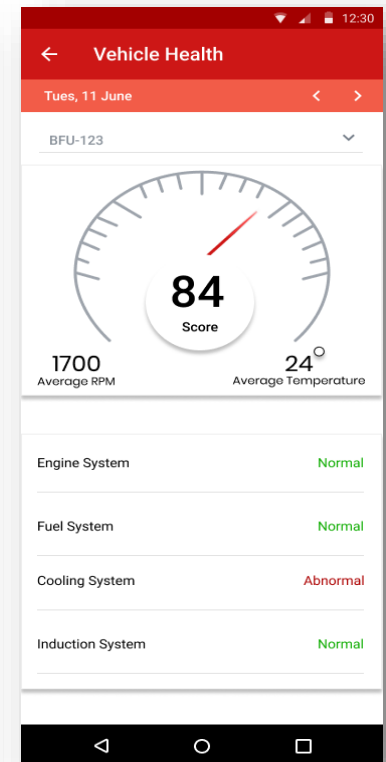 12:30
Vehicle Health
Tues, 11 June
BFU-123
84
Score
1700
Average RPM
24°
Average Temperature
Engine System Normal
Fuel System Normal
Cooling System Abnormal
Induction System Normal